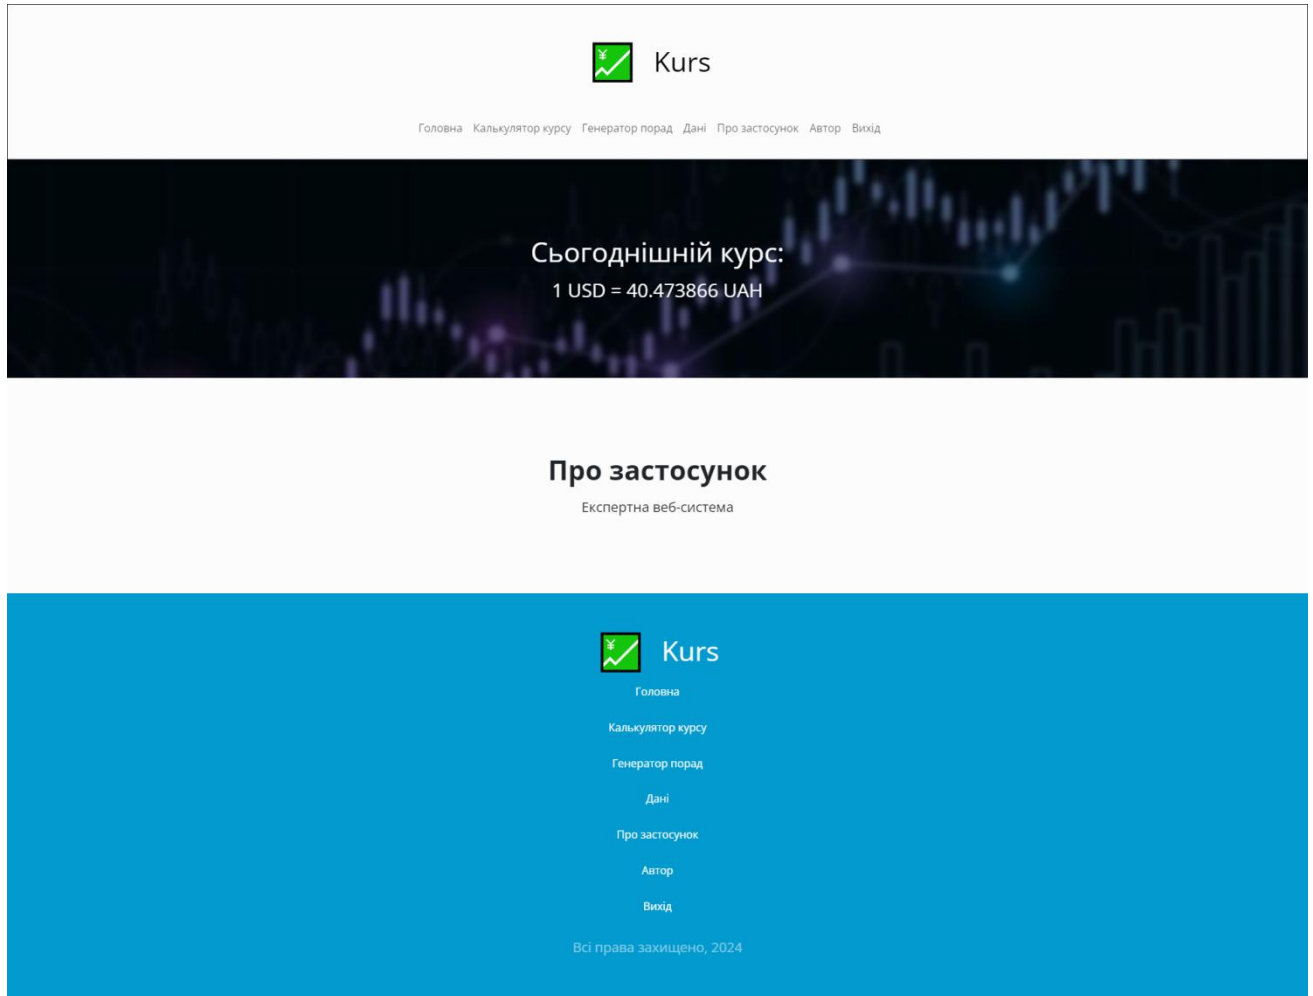 ¥
Kurs
Головна Калькулятор курсу Генератор порад Дані Про застосунок Автор Вихід
Сьогоднішній курс:
1 USD = 40.473866 UAH
Про застосунок
Експертна веб-система
¥
Kurs
Головна
Калькулятор курсу
Генератор порад
Дані
Про застосунок
Автор
Вихід
Всі права захищено, 2024